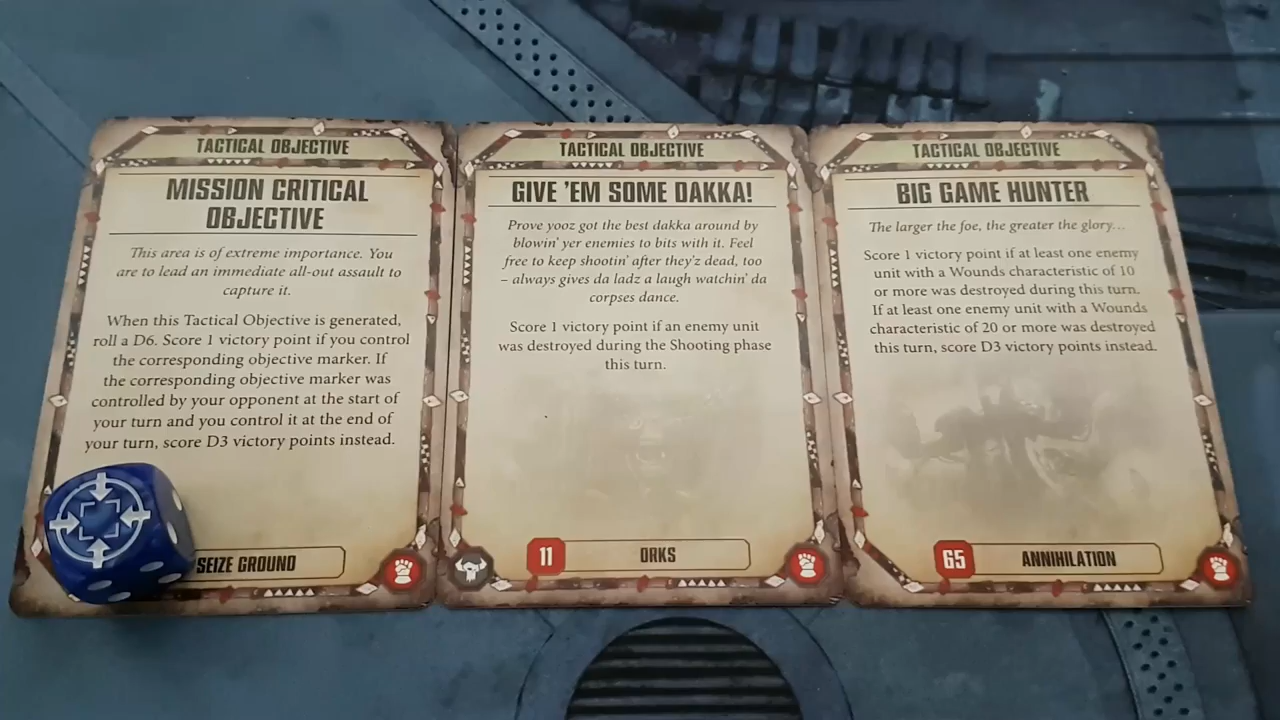 TACTICAL OBJECTIVE
MISSION CRITICAL
OBJECTIVE
This area is of extreme importance. You
are to lead an immediate all-out assault to
capture it.
When this Tactical Objective is generated,
roll a D6. Score 1 victory point if you control
the corresponding objective marker. If
the corresponding objective marker was
controlled by your opponent at the start of
your turn and you control it at the end of
your turn, score D3 victory points instead.
SEIZE GROUND
TACTICAL OBJECTIVE
GIVE 'EM SOME DAKKA!
Prove yooz got the best dakka around by
blowin' yer enemies to bits with it. Feel
free to keep shootin' after they'z dead, too
– always gives da ladz a laugh watchin' da
corpses dance.
Score 1 victory point if an enemy unit
was destroyed during the Shooting phase
this turn.
11
ORKS
TACTICAL OBJECTIVE
BIG GAME HUNTER
The larger the foe, the greater the glory...
Score 1 victory point if at least one enemy
unit with a Wounds characteristic of 10
or more was destroyed during this turn.
If at least one enemy unit with a Wounds
characteristic of 20 or more was destroyed
this turn, score D3 victory points instead.
65
ANNIHILATION